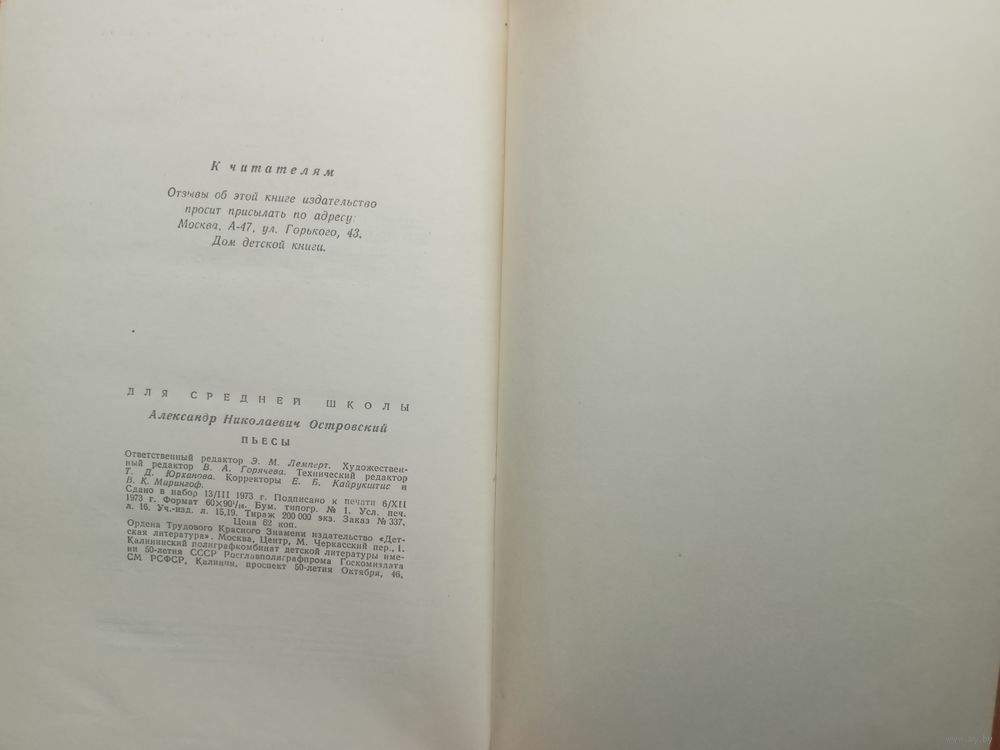 К читателям
Отзывы об этой книге издательство
просит присылать по адресу:
Москва, А-47, ул. Горького, 43.
Дом детской книги.
ДЛЯ СРЕДНЕЙ ШКОЛЫ
Александр Николаевич Островский
ПЬЕСЫ
Ответственный редактор Э. М. Лемперт. Художествен-
ный редактор В. А. Горячева. Технический редактор
Т. Д. Юрханова. Корректоры Е. Б. Кайрукштис и
В. К. Мирингоф.
Сдано в набор 13/III 1973 г. Подписано к печати 6/XII
1973 г. Формат 60×90¹/₁₆. Бум. типогр. № 1. Усл. печ.
л. 16. Уч.-изд. л. 15,19. Тираж 200 000 экз. Заказ № 337.
Цена 62 коп.
Ордена Трудового Красного Знамени издательство «Дет-
ская литература». Москва, Центр, М. Черкасский пер., 1.
Калининский полиграфкомбинат детской литературы име-
ни 50-летия СССР Росглавполиграфпрома Госкомиздата
СМ РСФСР, Калинин, проспект 50-летия Октября, 46.
www.ay.by